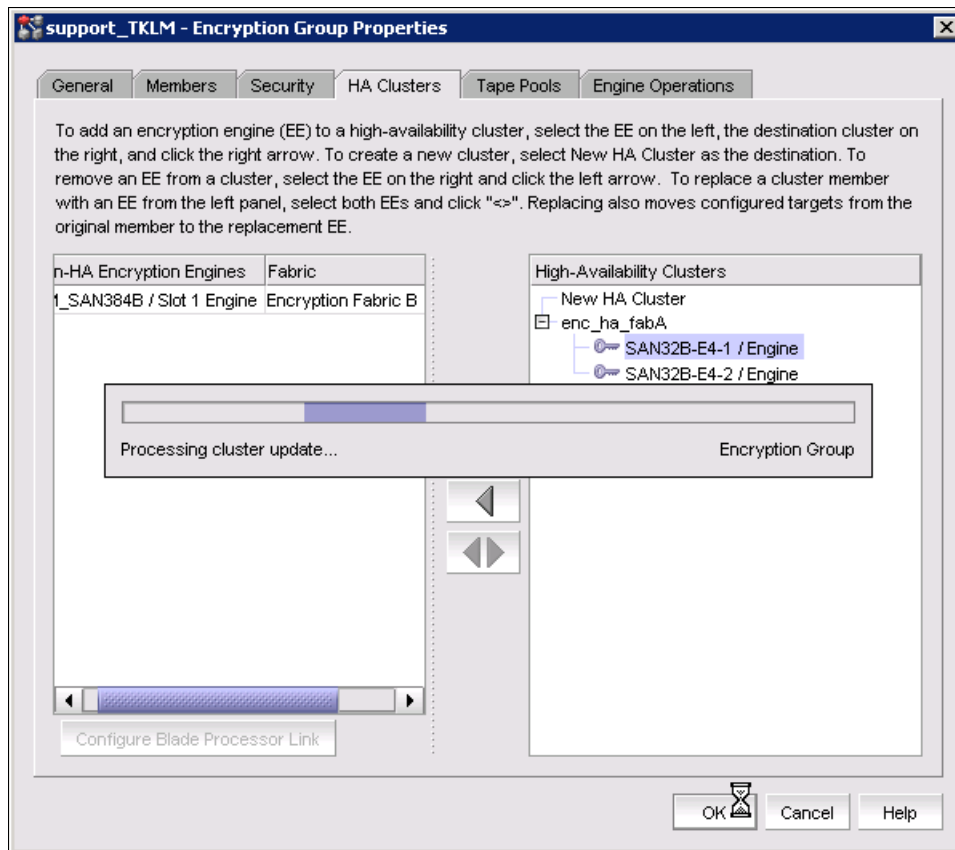 support_TKLM - Encryption Group Properties
General Members Security HA Clusters Tape Pools Engine Operations
To add an encryption engine (EE) to a high-availability cluster, select the EE on the left, the destination cluster on
the right, and click the right arrow. To create a new cluster, select New HA Cluster as the destination. To
remove an EE from a cluster, select the EE on the right and click the left arrow. To replace a cluster member
with an EE from the left panel, select both EEs and click "<>". Replacing also moves configured targets from the
original member to the replacement EE.
n-HA Encryption Engines Fabric
1_SAN384B / Slot 1 Engine Encryption Fabric B
High-Availability Clusters
New HA Cluster
enc_ha_fabA
SAN32B-E4-1 / Engine
SAN32B-E4-2 / Engine
Processing cluster update... Encryption Group
Configure Blade Processor Link
OK Cancel Help